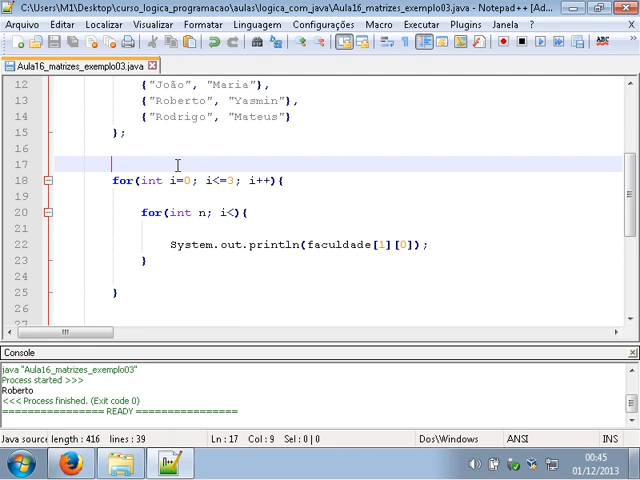 C:\Users\M1\Desktop\curso_logica_programacao\aulas\logica_com_java\Aula16_matrizes_exemplo03.java - Notepad++ [Ad...
Arquivo Editar Localizar Visualizar Formatar Linguagem Configurações Macro Executar Plugins Janela ? X
Aula16_matrizes_exemplo03.java
12 {"João", "Maria"},
13 {"Roberto", "Yasmin"},
14 {"Rodrigo", "Mateus"}
15 };
16
17
18 for(int i=0; i<=3; i++){
19
20 for(int n; i<){
21
22 System.out.println(faculdade[1][0]);
23 }
24
25 }
26
27
Console
java "Aula16_matrizes_exemplo03"
Process started >>>
Roberto
<<< Process finished. (Exit code 0)
================ READY ================
Java source length : 416 lines : 39 Ln : 17 Col : 9 Sel : 0 | 0 Dos\Windows ANSI INS
00:45
01/12/2013